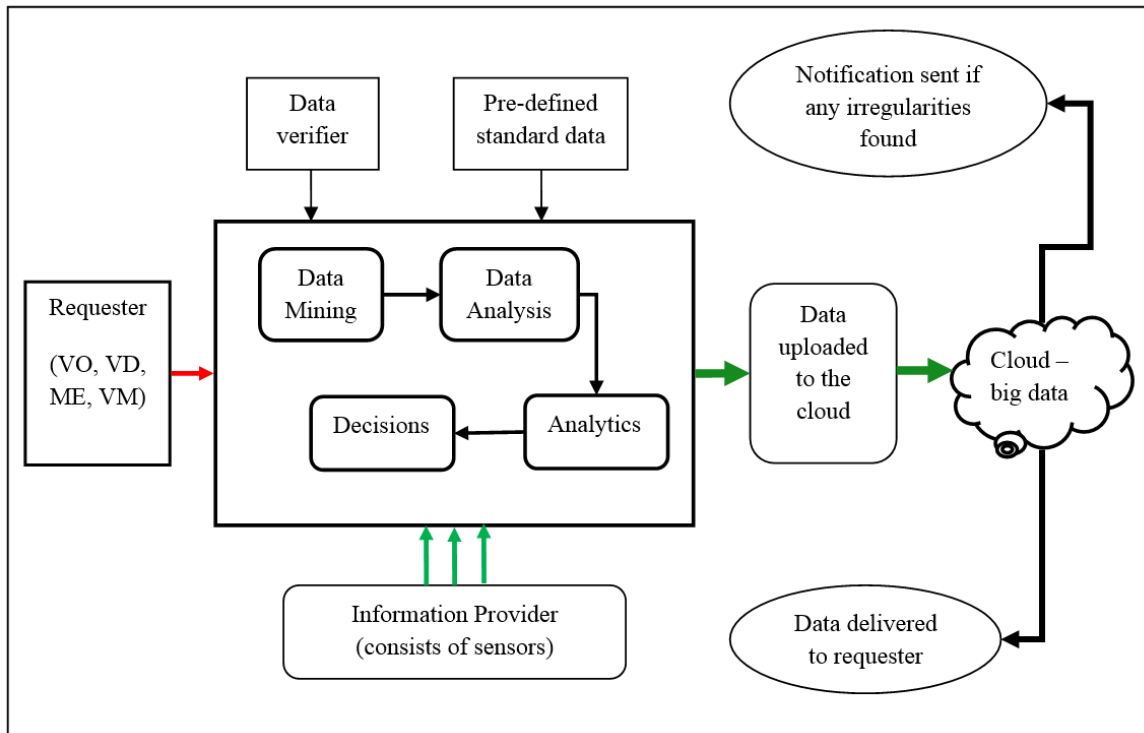 Data
verifier
Pre-defined
standard data
Notification sent if
any irregularities
found
Requester
(VO, VD,
ME, VM)
Data
Mining
Data
Analysis
Decisions
Analytics
Data
uploaded
to the
cloud
Cloud –
big data
Information Provider
(consists of sensors)
Data delivered
to requester